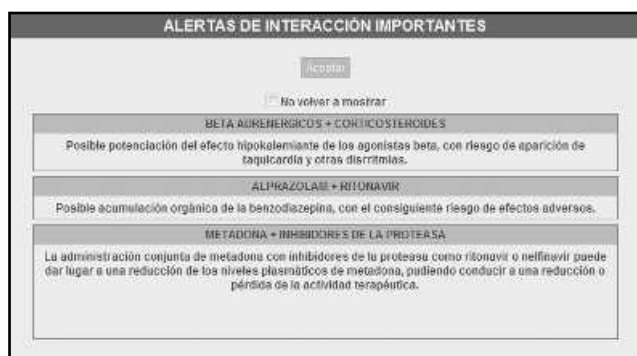 ALERTAS DE INTERACCIÓN IMPORTANTES
Aceptar
No volver a mostrar
BETA ADRENERGICOS + CORTICOSTEROIDES
Posible potenciación del efecto hipokalemiante de los agonistas beta, con riesgo de aparición de
taquicardia y otras disrritmias.
ALPRAZOLAM + RITONAVIR
Posible acumulación orgánica de la benzodiazepina, con el consiguiente riesgo de efectos adversos.
METADONA + INHIBIDORES DE LA PROTEASA
La administración conjunta de metadona con inhibidores de la proteasa como ritonavir o nelfinavir puede
dar lugar a una reducción de los niveles plasmáticos de metadona, pudiendo conducir a una reducción o
pérdida de la actividad terapéutica.